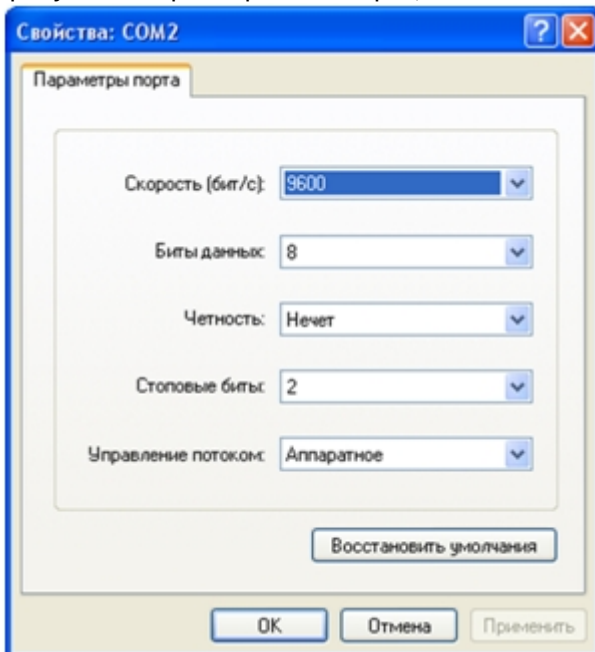 Свойства: COM2
Параметры порта
Скорость (бит/с): 9600
Биты данных: 8
Четность: Нечет
Стоповые биты: 2
Управление потоком: Аппаратное
Восстановить умолчания
OK Отмена Применить